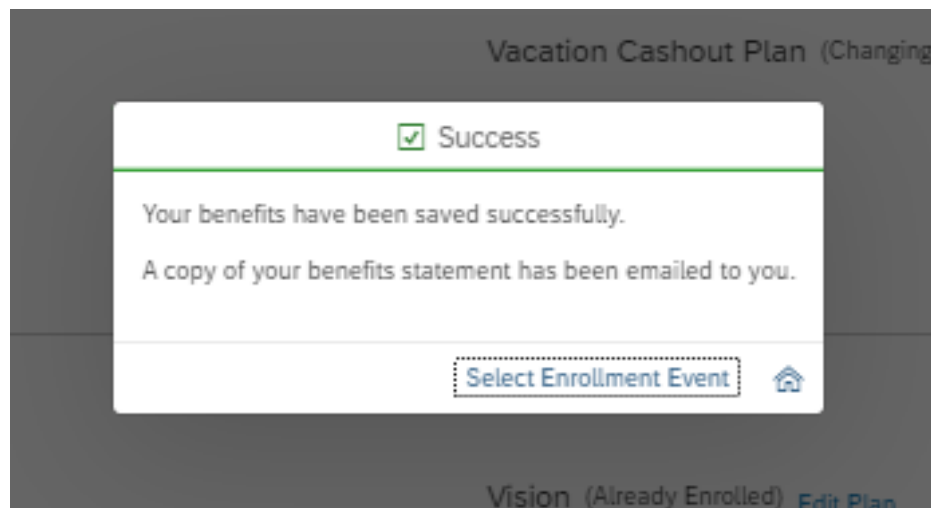 Vacation Cashout Plan (Changing
Success
Your benefits have been saved successfully.
A copy of your benefits statement has been emailed to you.
Select Enrollment Event
Vision (Already Enrolled) Edit Plan